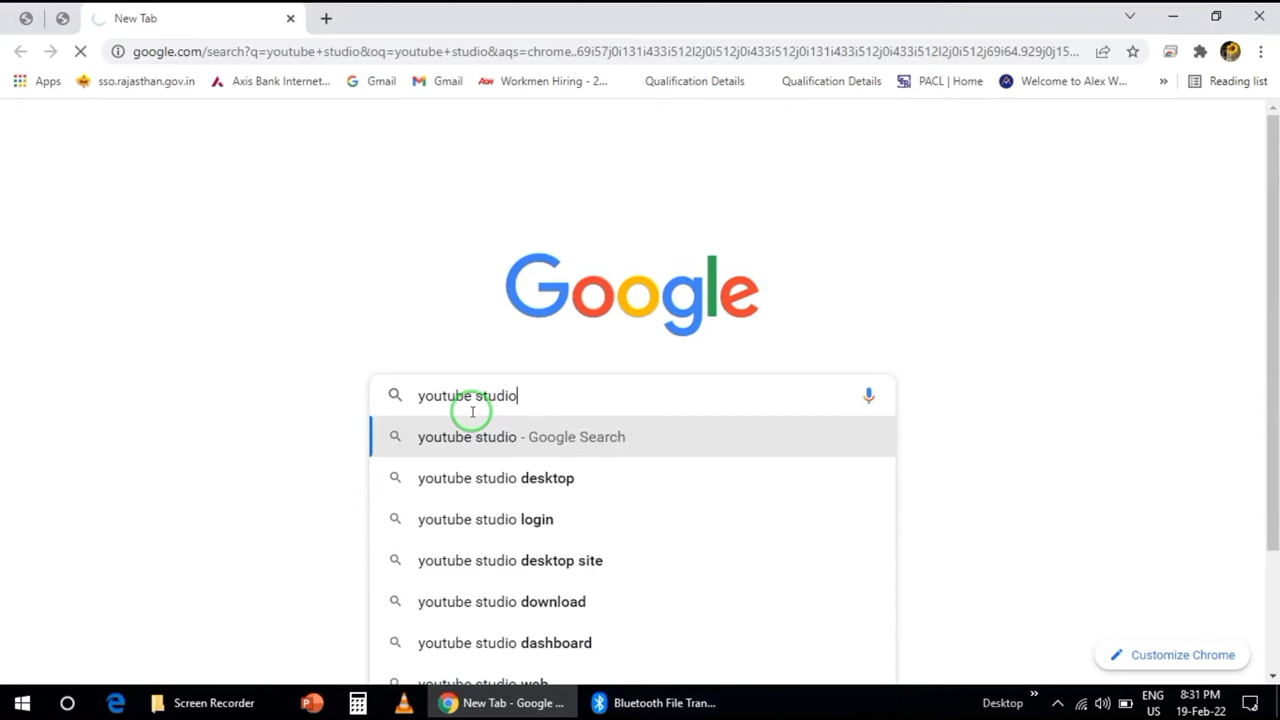 New Tab
google.com/search?q=youtube+studio&oq=youtube+studio&aqs=chrome..69i57j0i131i433i512l2j0i512j0i433i512j0i131i433i512j0i512l2j0i512j69i64.929j0j15...
Apps
sso.rajasthan.gov.in
Axis Bank Internet...
Gmail
Gmail
Workmen Hiring - 2...
Qualification Details
Qualification Details
PACL | Home
Welcome to Alex W...
»
Reading list
Google
youtube studio
youtube studio - Google Search
youtube studio desktop
youtube studio login
youtube studio desktop site
youtube studio download
youtube studio dashboard
youtube studio web
Customize Chrome
Screen Recorder
New Tab - Google ...
Bluetooth File Tran...
Desktop
»
ENG
US
8:31 PM
19-Feb-22